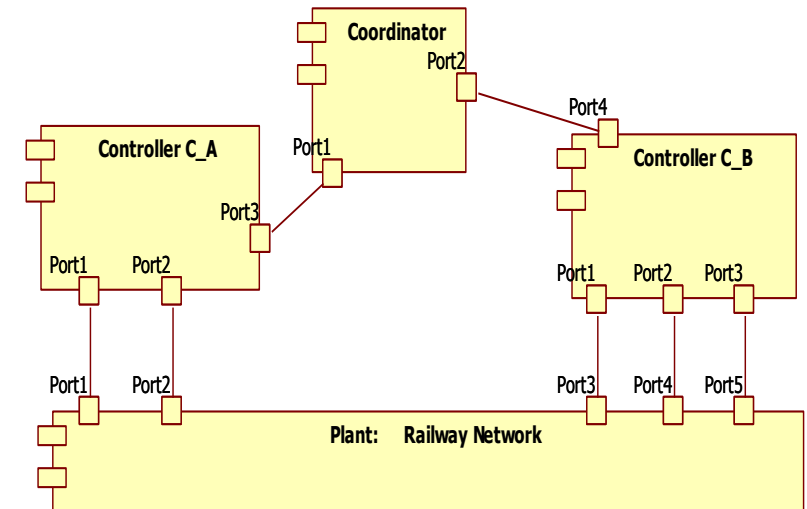 Coordinator
Port2
Port4
Port1
Controller C_A
Controller C_B
Port3
Port1
Port2
Port1
Port2
Port3
Port1
Port2
Port3
Port4
Port5
Plant: Railway Network